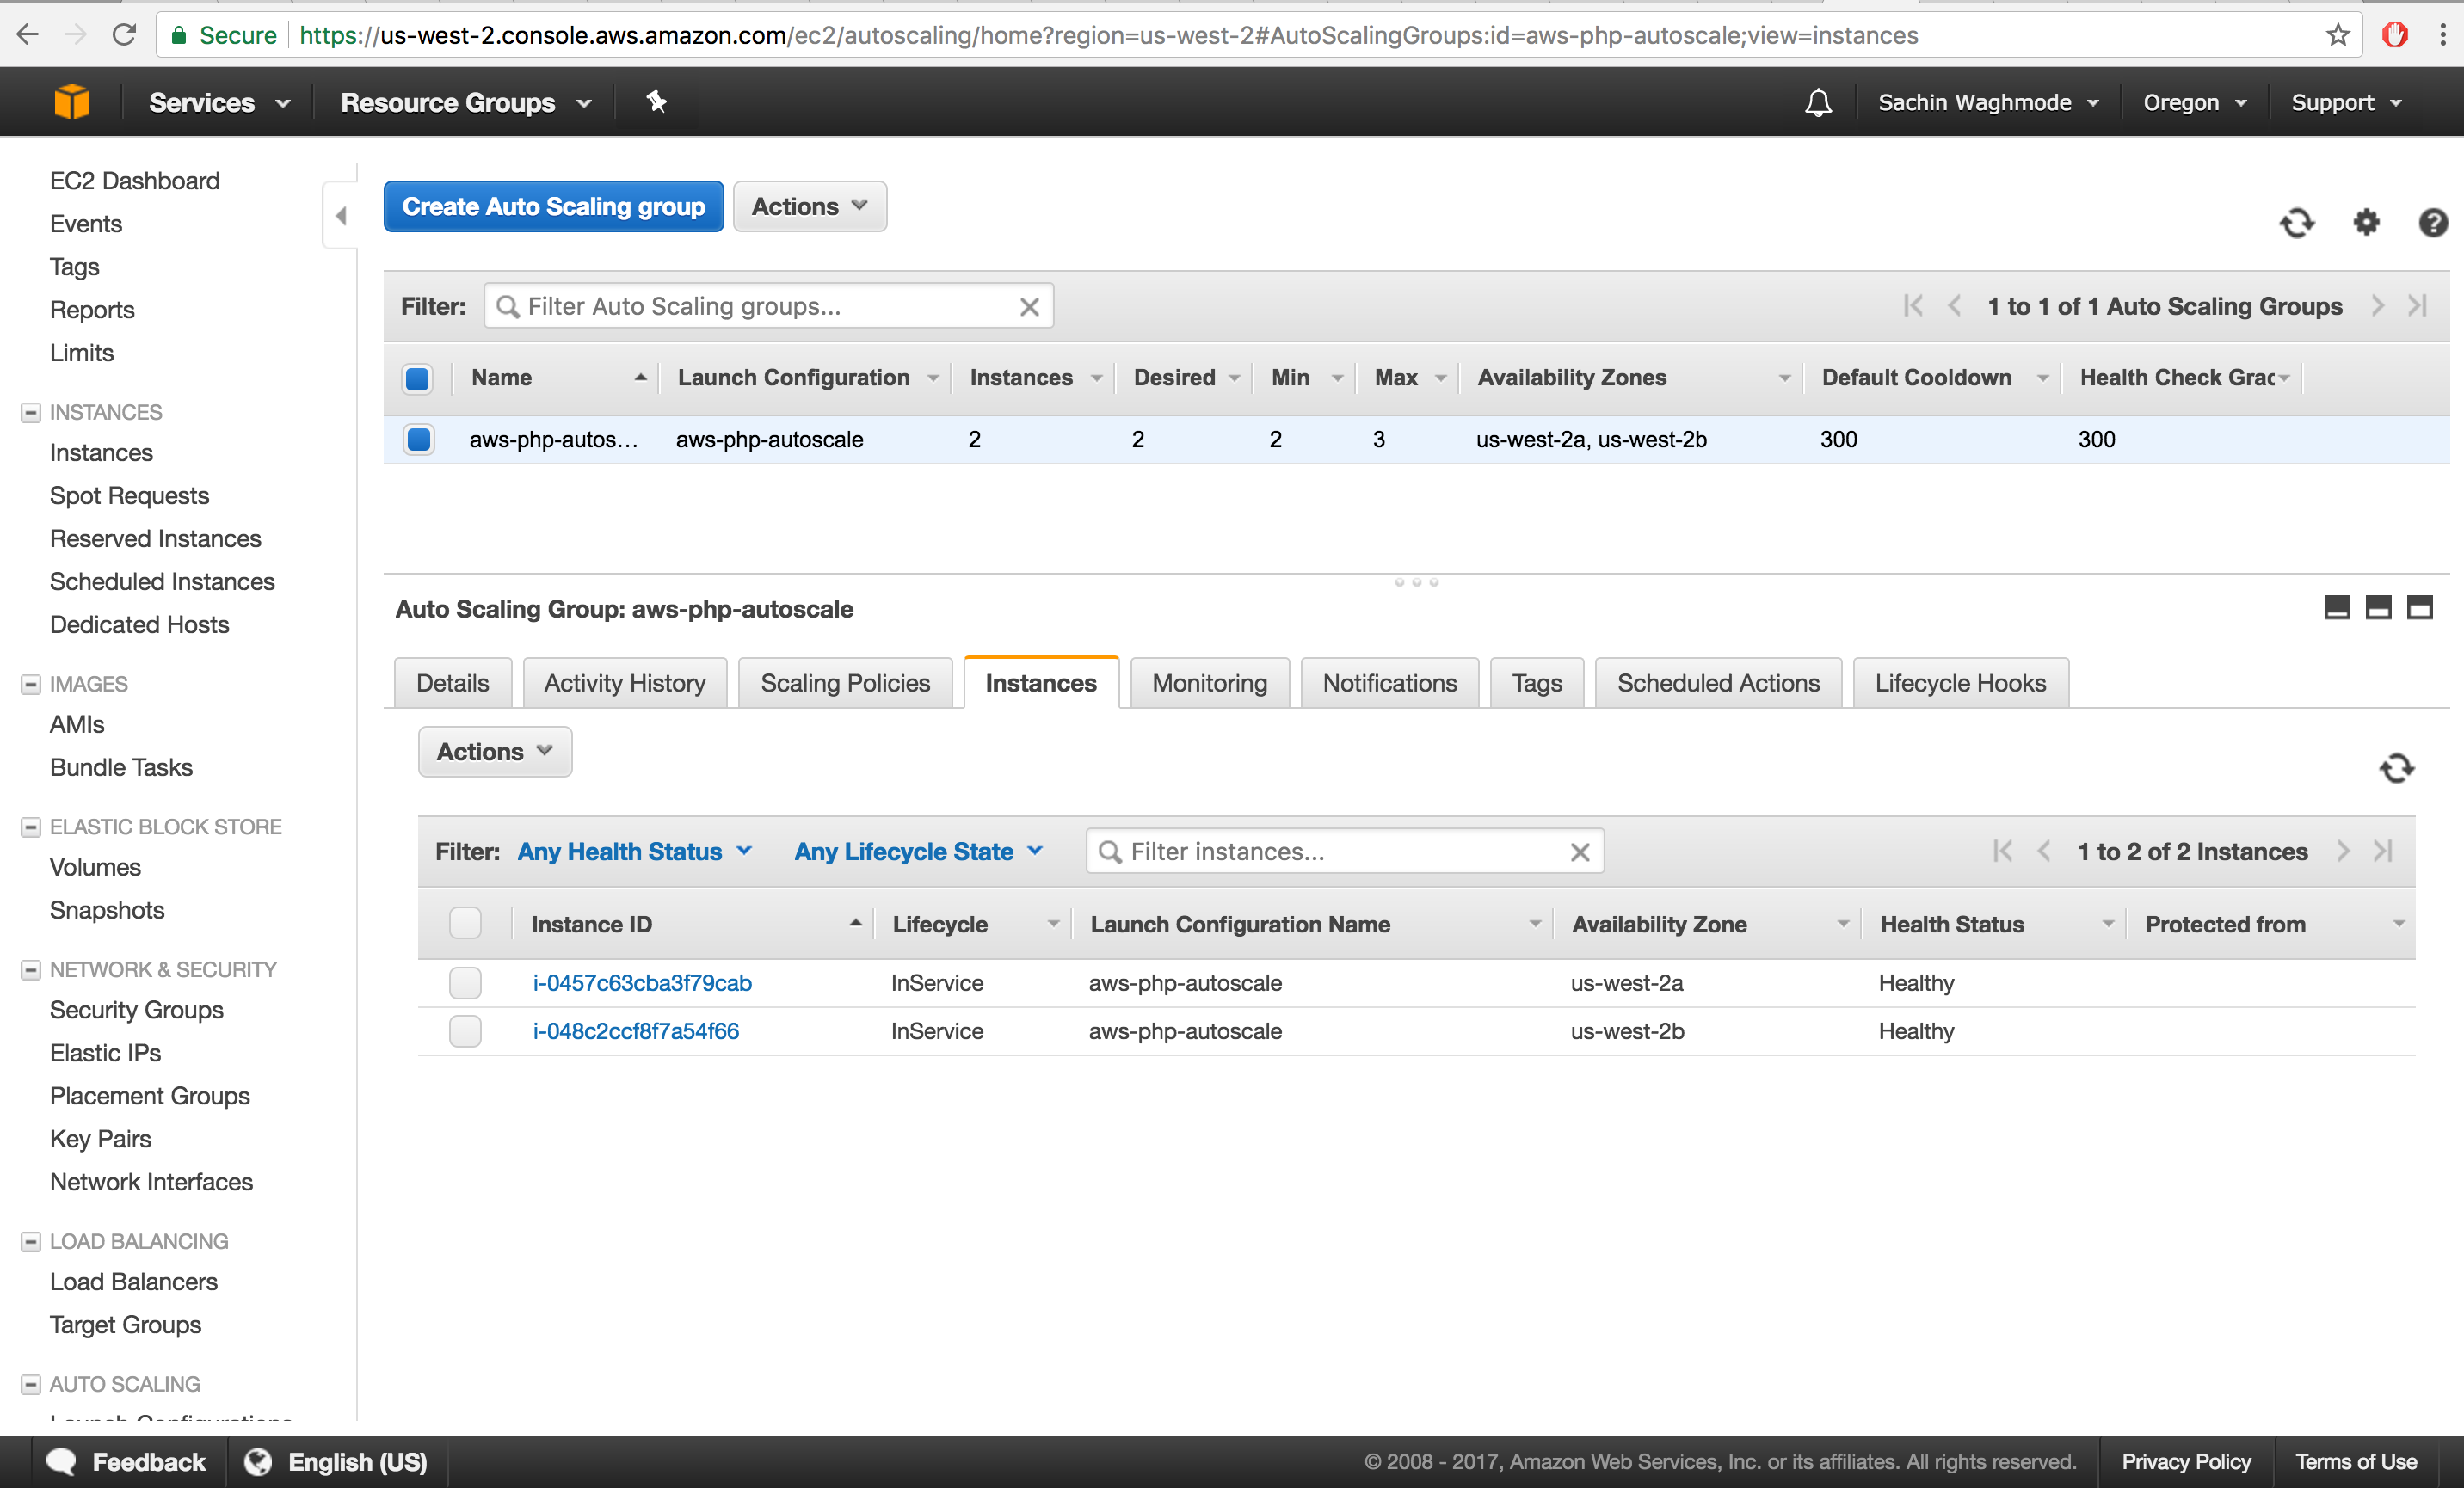 Secure https://us-west-2.console.aws.amazon.com/ec2/autoscaling/home?region=us-west-2#AutoScalingGroups:id=aws-php-autoscale;view=instances
Services Resource Groups Sachin Waghmode Oregon Support
EC2 Dashboard
Events
Tags
Reports
Limits
INSTANCES
Instances
Spot Requests
Reserved Instances
Scheduled Instances
Dedicated Hosts
IMAGES
AMIs
Bundle Tasks
ELASTIC BLOCK STORE
Volumes
Snapshots
NETWORK & SECURITY
Security Groups
Elastic IPs
Placement Groups
Key Pairs
Network Interfaces
LOAD BALANCING
Load Balancers
Target Groups
AUTO SCALING
Launch Configurations
Create Auto Scaling group Actions
Filter: Filter Auto Scaling groups... 1 to 1 of 1 Auto Scaling Groups
Name Launch Configuration Instances Desired Min Max Availability Zones Default Cooldown Health Check Grac
aws-php-autos... aws-php-autoscale 2 2 2 3 us-west-2a, us-west-2b 300 300
Auto Scaling Group: aws-php-autoscale
Details Activity History Scaling Policies Instances Monitoring Notifications Tags Scheduled Actions Lifecycle Hooks
Actions
Filter: Any Health Status Any Lifecycle State Filter instances... 1 to 2 of 2 Instances
Instance ID Lifecycle Launch Configuration Name Availability Zone Health Status Protected from
i-0457c63cba3f79cab InService aws-php-autoscale us-west-2a Healthy
i-048c2ccf8f7a54f66 InService aws-php-autoscale us-west-2b Healthy
Feedback English (US) © 2008 - 2017, Amazon Web Services, Inc. or its affiliates. All rights reserved. Privacy Policy Terms of Use